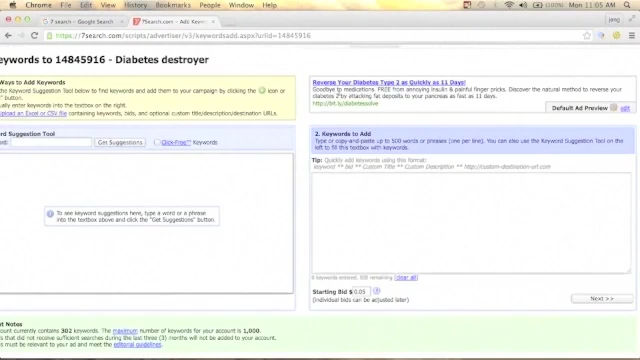 Chrome File Edit View History Bookmarks Window Help
(100%) Mon 11:05 AM
7 search - Google Search
7search.com - Add Keyw
jang
https://7search.com/scripts/advertiser/v3/keywordsadd.aspx?urlid=14845916
eywords to 14845916 - Diabetes destroyer
Ways to Add Keywords
e Keyword Suggestion Tool below to find keywords and add them to your campaign by clicking the icon or
" button.
ually enter keywords into the textbox on the right.
upload an Excel or CSV file containing keywords, bids, and optional custom title/description/destination URLs.
Reverse Your Diabetes Type 2 as Quickly as 11 Days!
Goodbye to medications. FREE from annoying insulin & painful finger pricks. Discover the natural method to reverse your
diabetes 2 by attacking fat deposits to your pancreas as fast as 11 days.
http://bit.ly/diabetessolve
Default Ad Preview edit
ord Suggestion Tool
ord: Get Suggestions Click-Free™ Keywords
To see keyword suggestions here, type a word or a phrase
into the textbox above and click the "Get Suggestions" button.
2. Keywords to Add
Type or copy-and-paste up to 500 words or phrases (one per line). You can also use the Keyword Suggestion Tool on the
left to fill this textbox with keywords.
Tip: Quickly add keywords using this format:
keyword ** bid ** Custom Title ** Custom Description ** http://custom-destination-url.com
0 keywords entered, 500 remaining (clear all)
Starting Bid $ 0.05
(Individual bids can be adjusted later)
Next >>
nt Notes
ount currently contains 302 keywords. The maximum number of keywords for your account is 1,000.
s that did not receive sufficient searches during the last three (3) months will not be added to your account.
s must be relevant to your ad and meet the editorial guidelines.